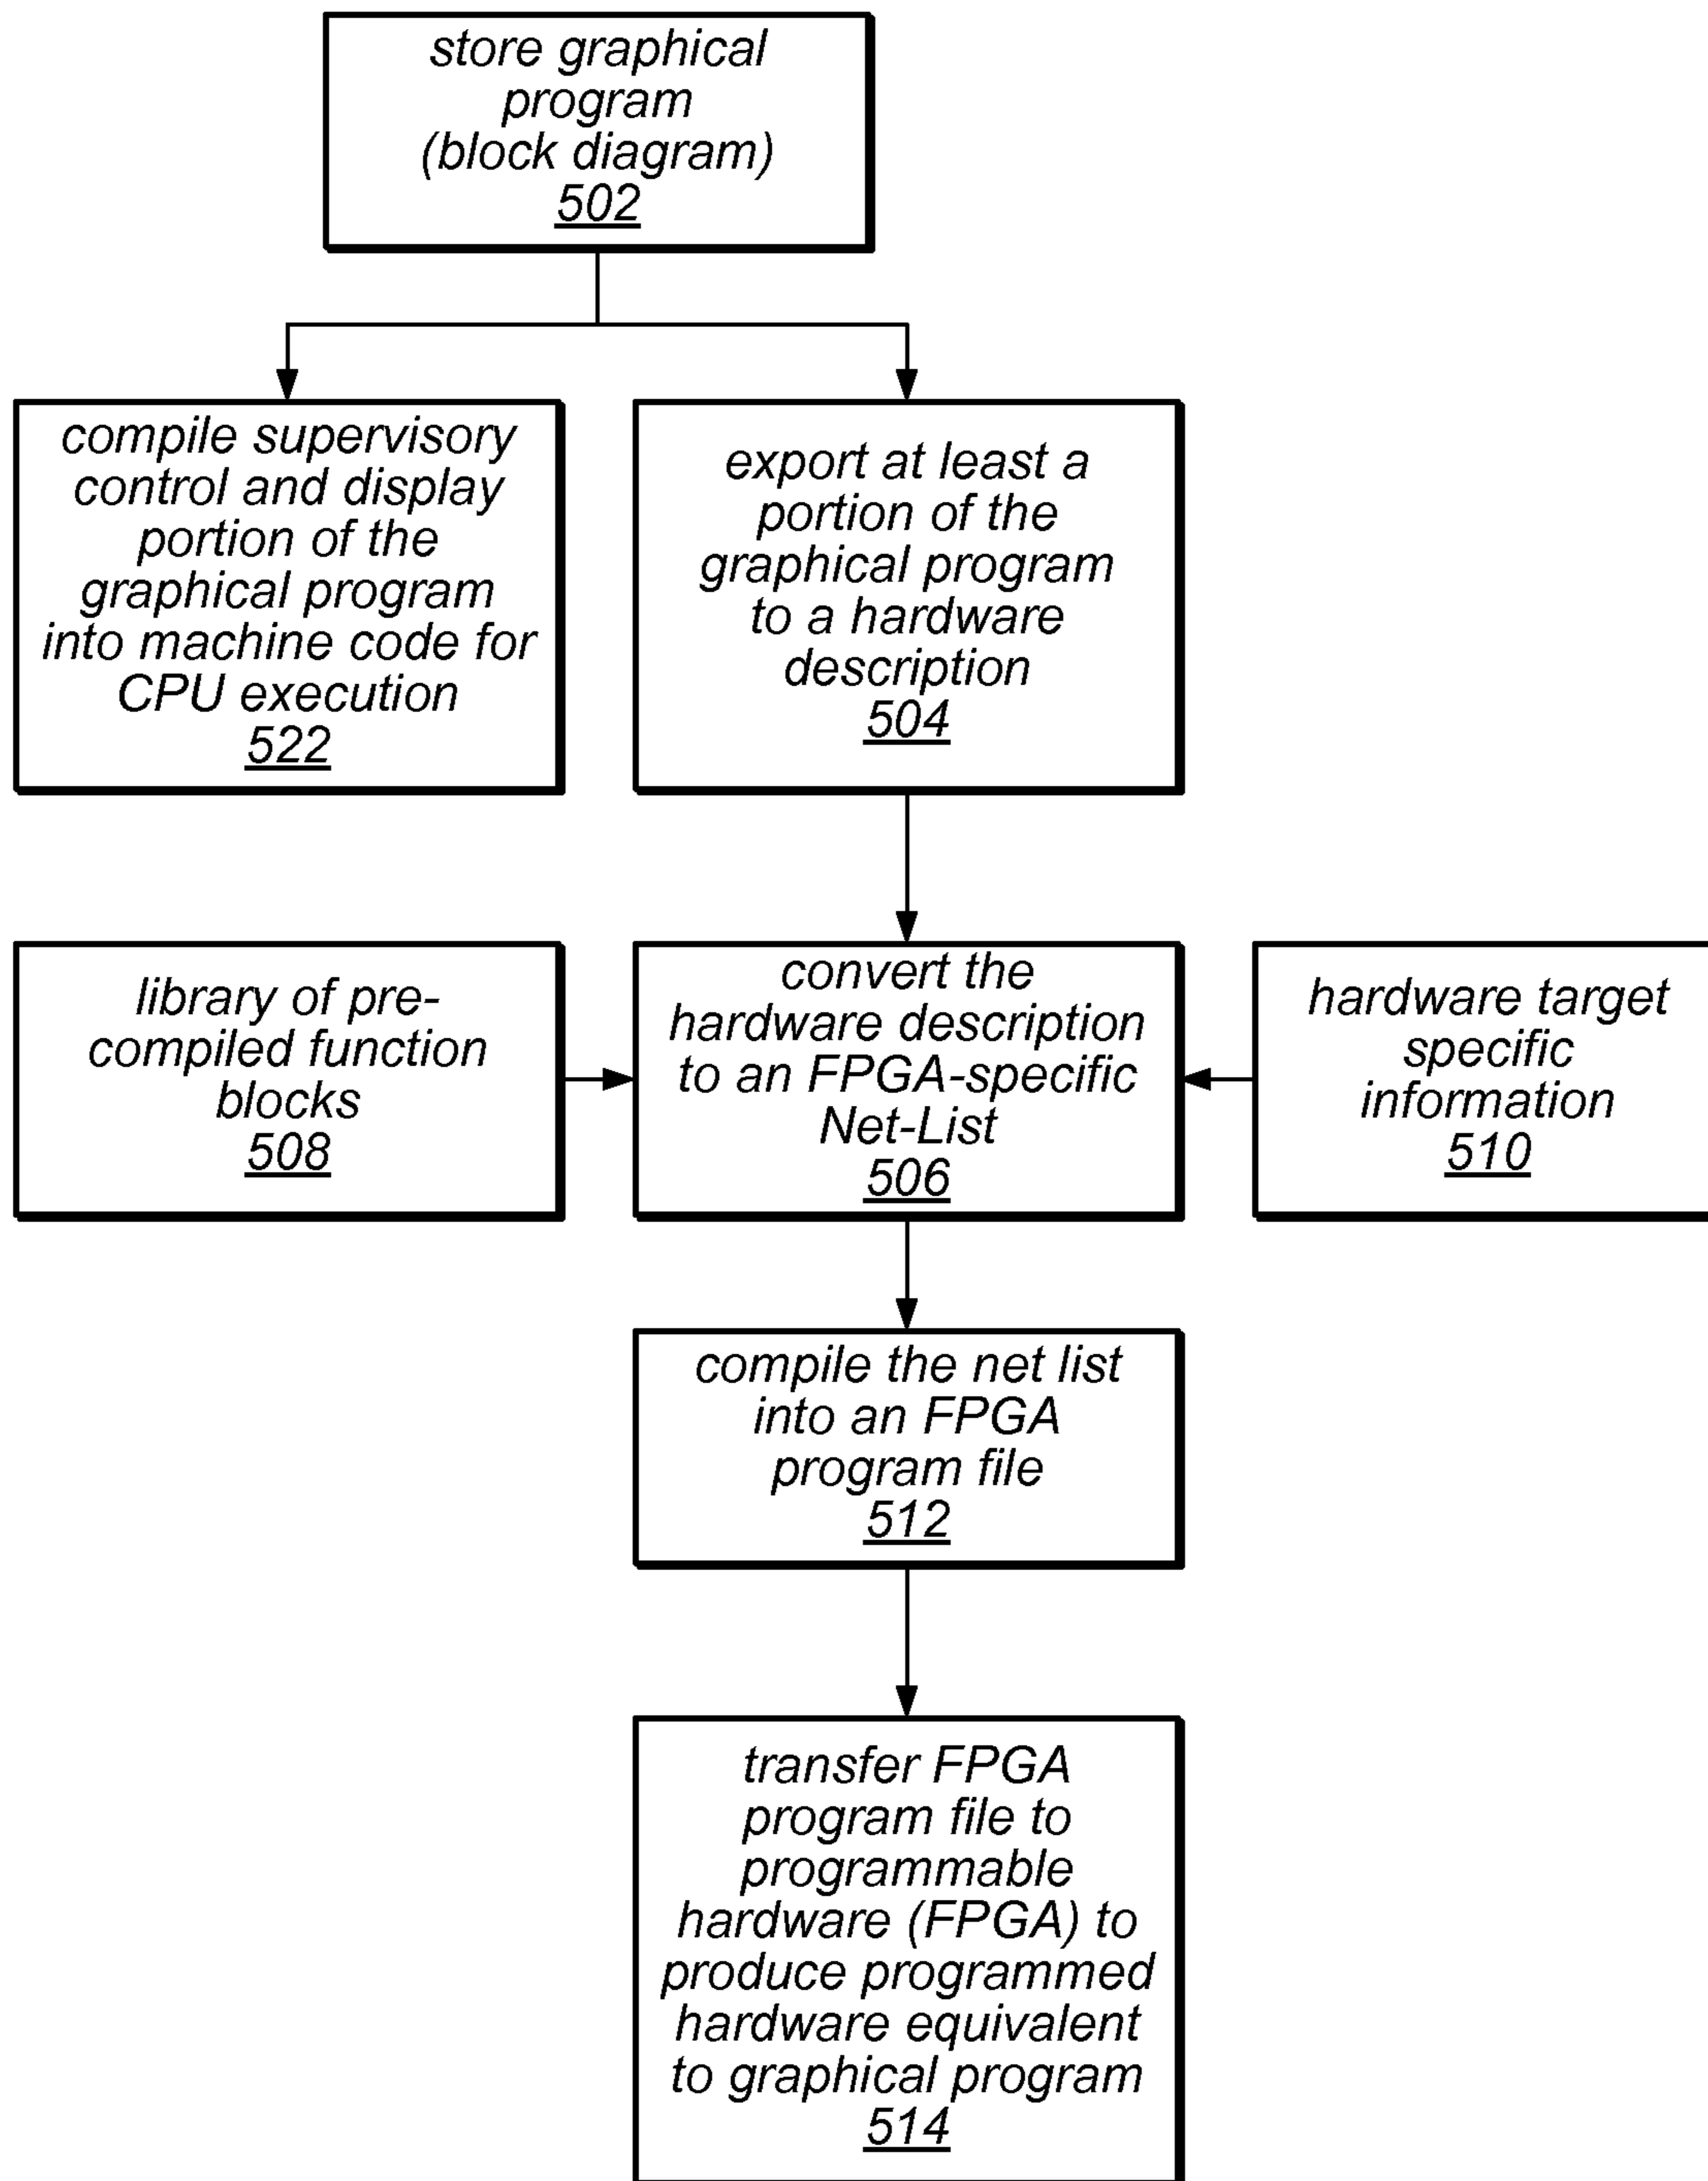 store graphical
program
(block diagram)
502
compile supervisory
control and display
portion of the
graphical program
into machine code for
CPU execution
522
export at least a
portion of the
graphical program
to a hardware
description
504
library of pre-
compiled function
blocks
508
convert the
hardware description
to an FPGA-specific
Net-List
506
hardware target
specific
information
510
compile the net list
into an FPGA
program file
512
transfer FPGA
program file to
programmable
hardware (FPGA) to
produce programmed
hardware equivalent
to graphical program
514